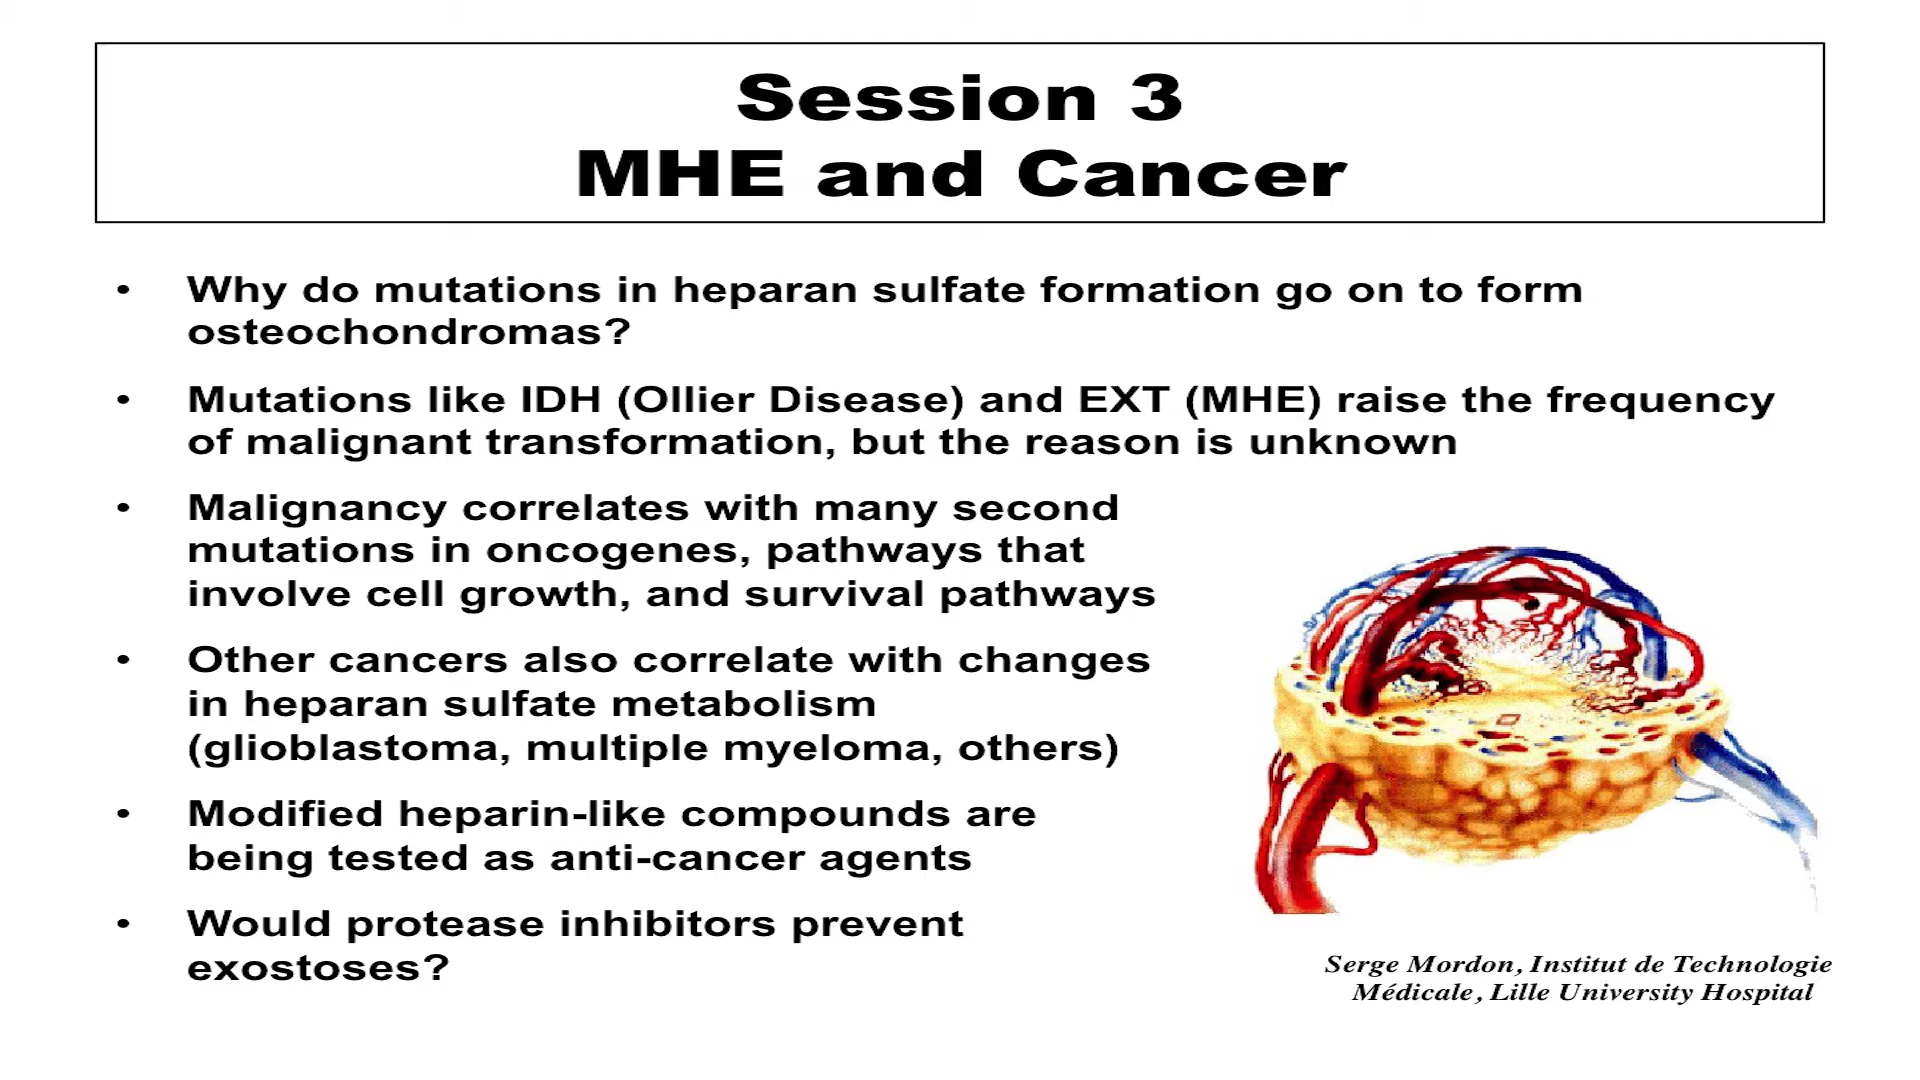 Session 3
MHE and Cancer
• Why do mutations in heparan sulfate formation go on to form
osteochondromas?
• Mutations like IDH (Ollier Disease) and EXT (MHE) raise the frequency
of malignant transformation, but the reason is unknown
• Malignancy correlates with many second
mutations in oncogenes, pathways that
involve cell growth, and survival pathways
• Other cancers also correlate with changes
in heparan sulfate metabolism
(glioblastoma, multiple myeloma, others)
• Modified heparin-like compounds are
being tested as anti-cancer agents
• Would protease inhibitors prevent
exostoses?
Serge Mordon, Institut de Technologie
Médicale, Lille University Hospital